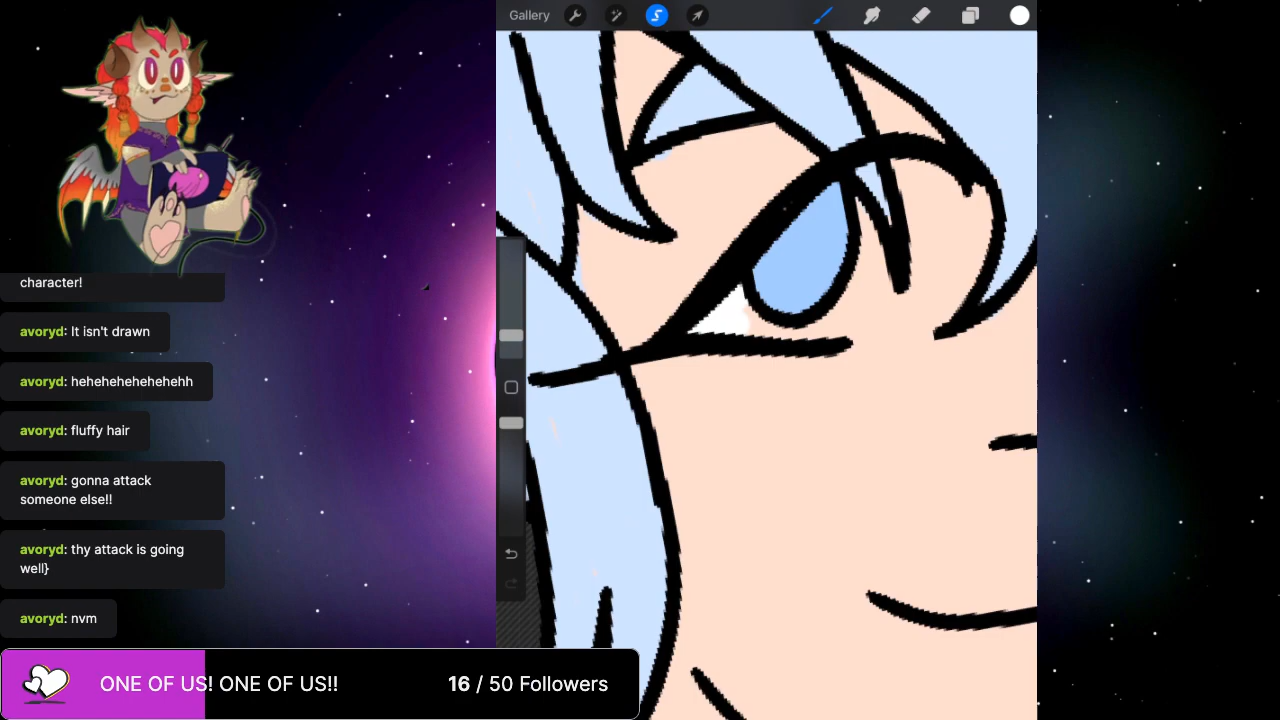 Gallery
character!
avoryd: It isn't drawn
avoryd: hehehehehehehehh
avoryd: fluffy hair
avoryd: gonna attack
someone else!!
avoryd: thy attack is going
well}
avoryd: nvm
ONE OF US! ONE OF US!! 16 / 50 Followers